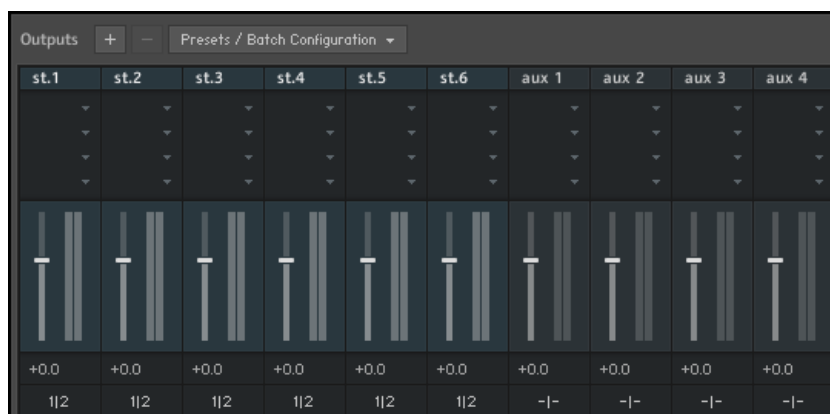 Outputs + − Presets / Batch Configuration
st.1 st.2 st.3 st.4 st.5 st.6 aux 1 aux 2 aux 3 aux 4
+0.0 +0.0 +0.0 +0.0 +0.0 +0.0 +0.0 +0.0 +0.0 +0.0
1|2 1|2 1|2 1|2 1|2 1|2 -|- -|- -|- -|-